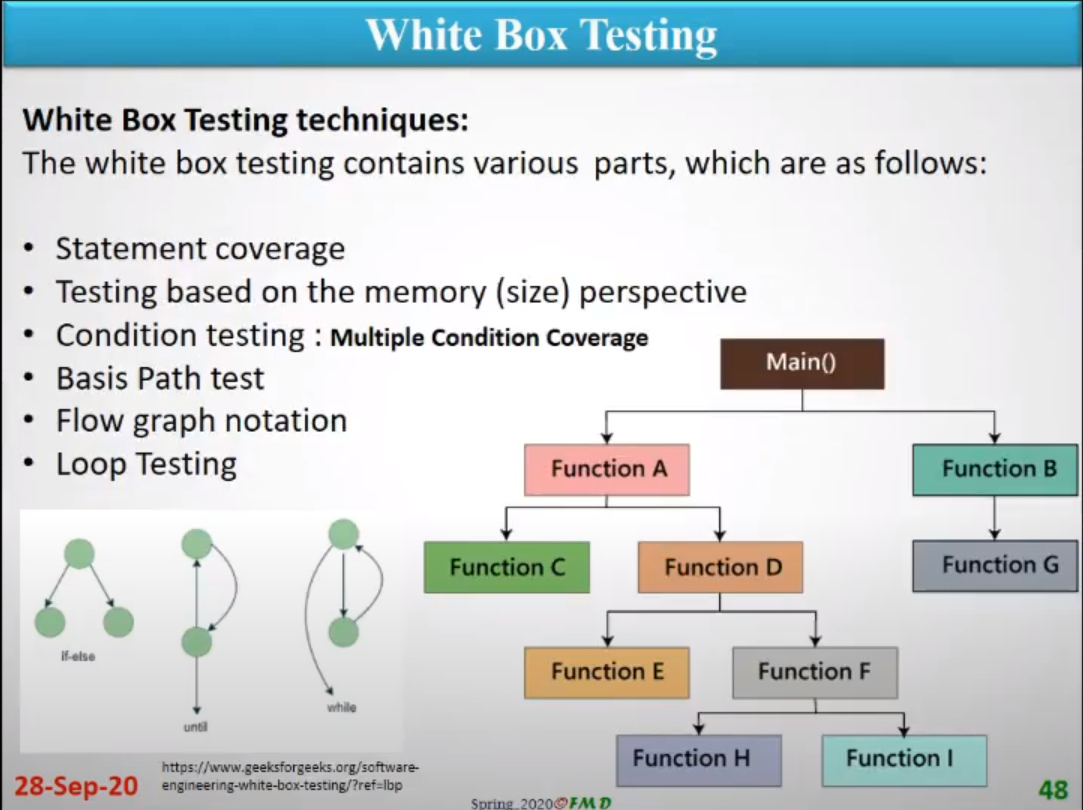 White Box Testing
White Box Testing techniques:
The white box testing contains various parts, which are as follows:
• Statement coverage
• Testing based on the memory (size) perspective
• Condition testing : Multiple Condition Coverage
• Basis Path test
• Flow graph notation
• Loop Testing
Main()
Function A
Function B
Function C
Function D
Function G
Function E
Function F
Function H
Function I
if-else
until
while
28-Sep-20
https://www.geeksforgeeks.org/software-
engineering-white-box-testing/?ref=lbp
Spring_2020©FMD
48